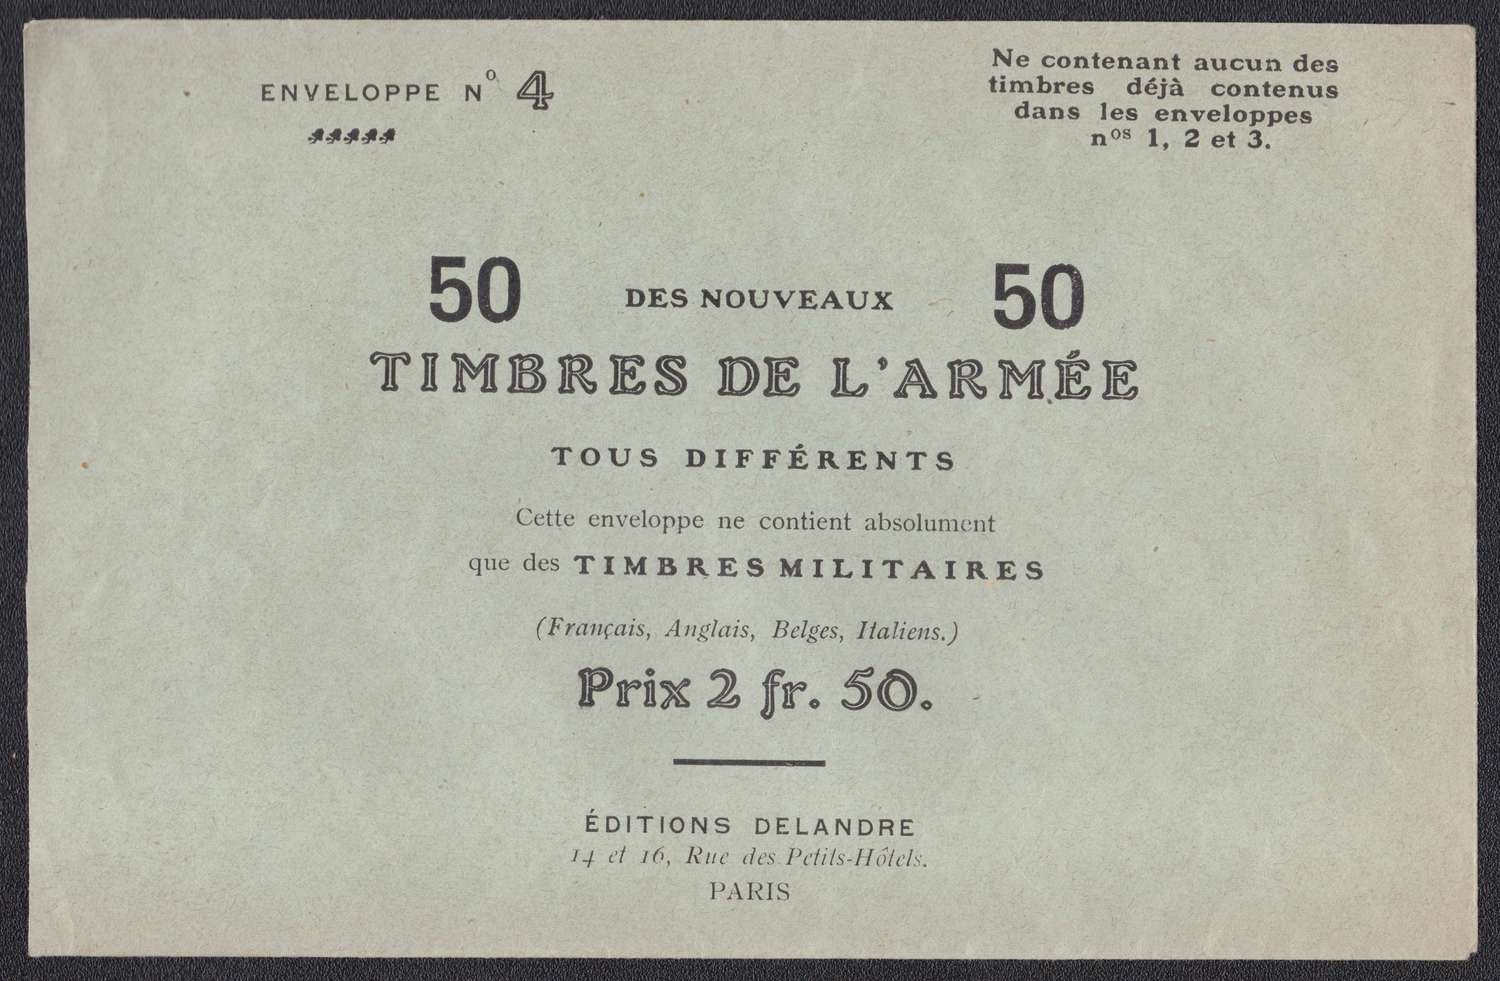 ENVELOPPE Nº 4
Ne contenant aucun des
timbres déjà contenus
dans les enveloppes
nos 1, 2 et 3.
50 DES NOUVEAUX 50
TIMBRES DE L'ARMÉE
TOUS DIFFÉRENTS
Cette enveloppe ne contient absolument
que des TIMBRES MILITAIRES
(Français, Anglais, Belges, Italiens.)
Prix 2 fr. 50.
ÉDITIONS DELANDRE
14 et 16, Rue des Petits-Hôtels.
PARIS